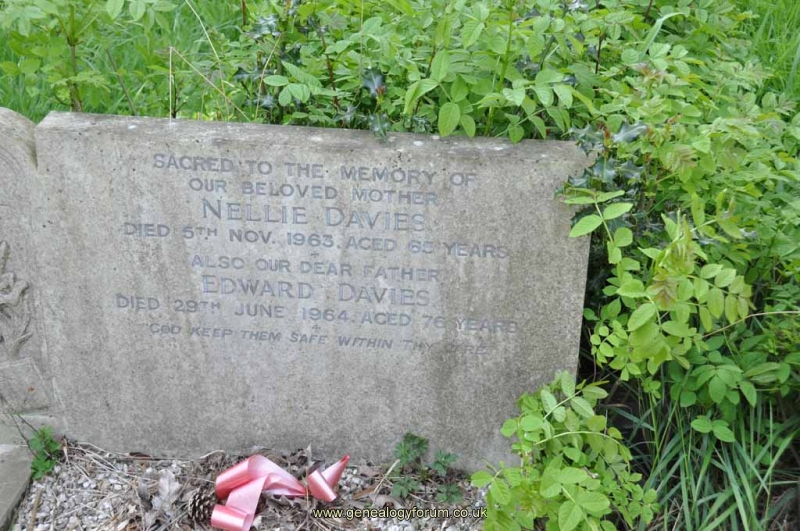 SACRED TO THE MEMORY OF
OUR BELOVED MOTHER
NELLIE DAVIES
DIED 5TH NOV. 1963. AGED 65 YEARS
ALSO OUR DEAR FATHER
EDWARD DAVIES
DIED 29TH JUNE 1964. AGED 76 YEARS
GOD KEEP THEM SAFE WITHIN THY CARE
www.genealogyforum.co.uk